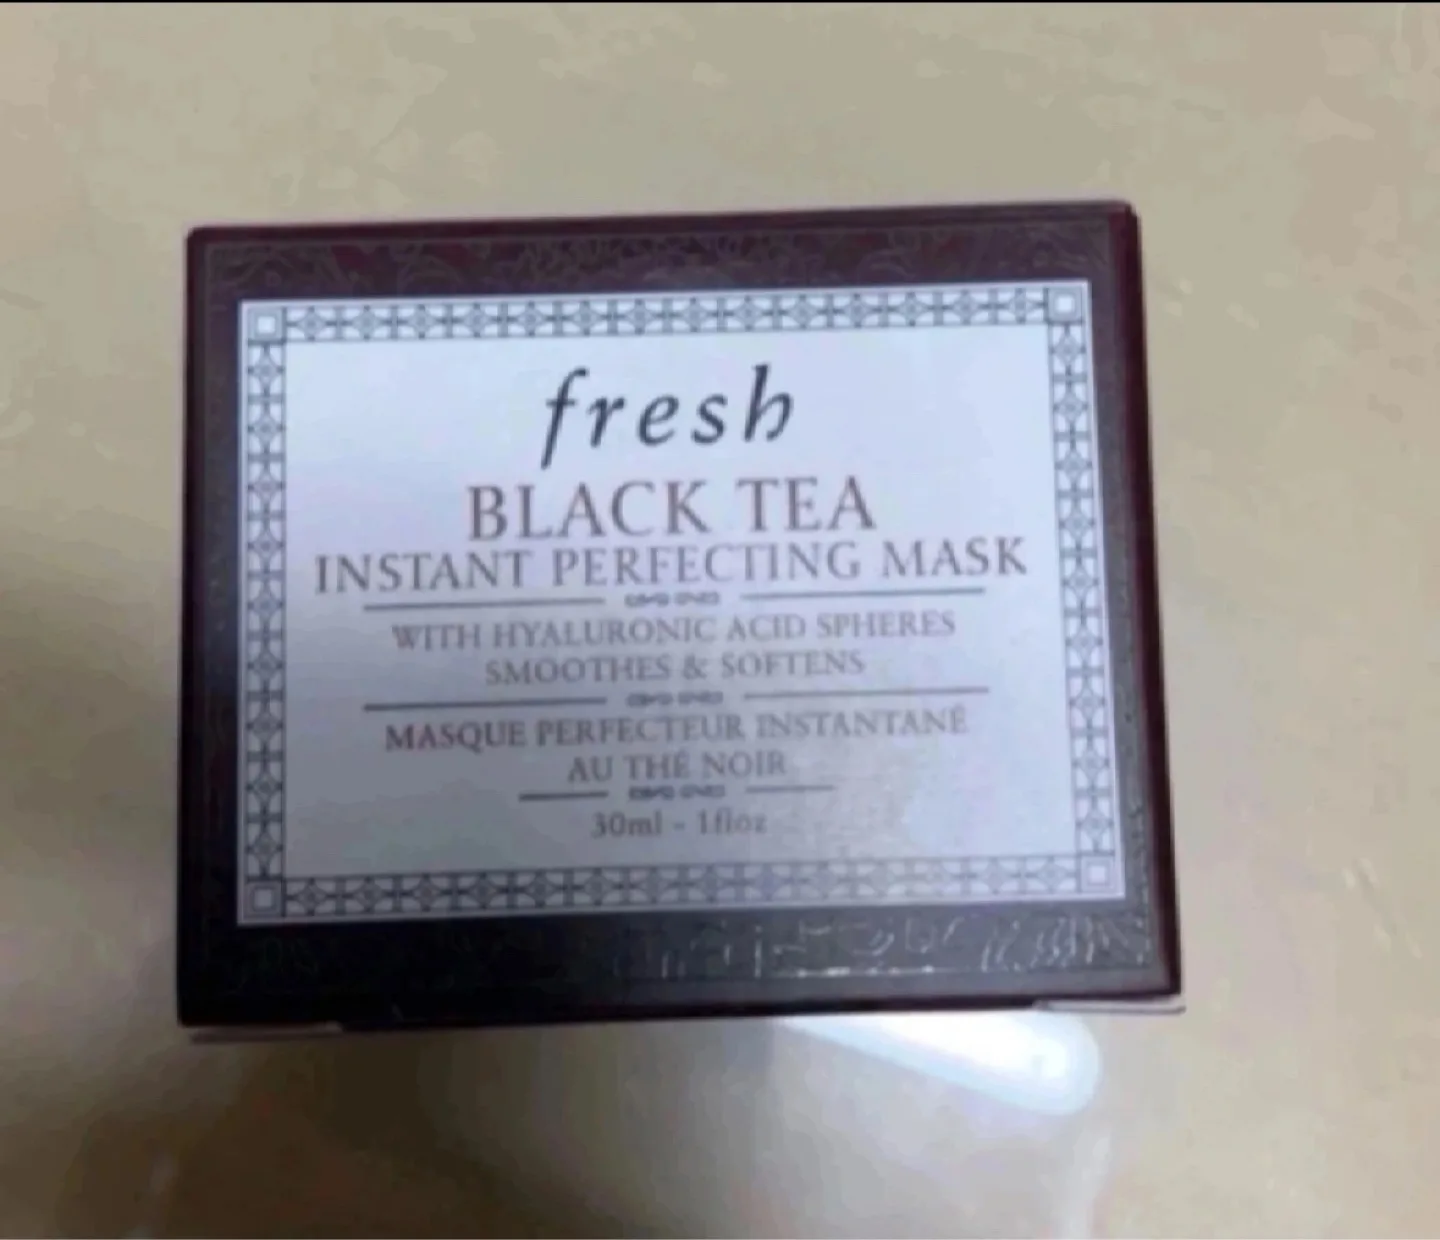 fresh
BLACK TEA
INSTANT PERFECTING MASK
WITH HYALURONIC ACID SPHERES
SMOOTHES & SOFTENS
MASQUE PERFECTEUR INSTANTANÉ
AU THÉ NOIR
30ml - 1floz